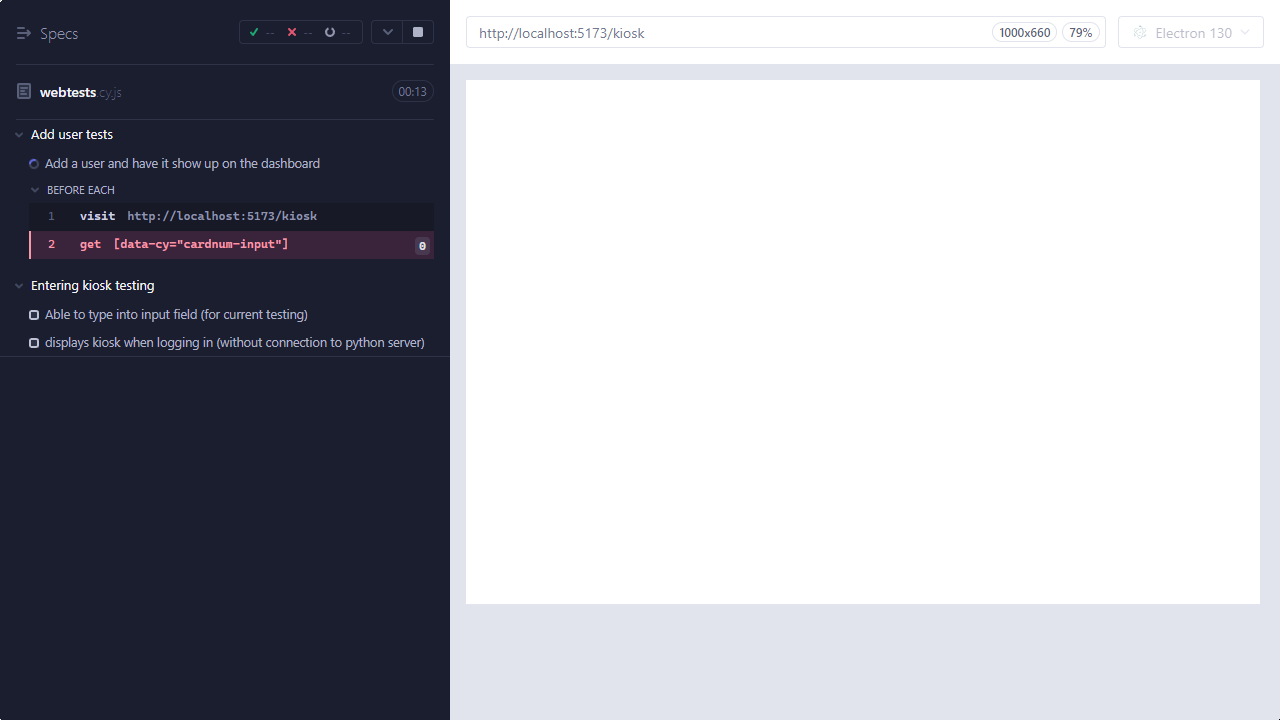 Specs
-- -- --
webtests.cy.js
00:13
Add user tests
Add a user and have it show up on the dashboard
BEFORE EACH
1 visit http://localhost:5173/kiosk
2 get [data-cy="cardnum-input"] 0
Entering kiosk testing
Able to type into input field (for current testing)
displays kiosk when logging in (without connection to python server)
http://localhost:5173/kiosk
1000x660
79%
Electron 130